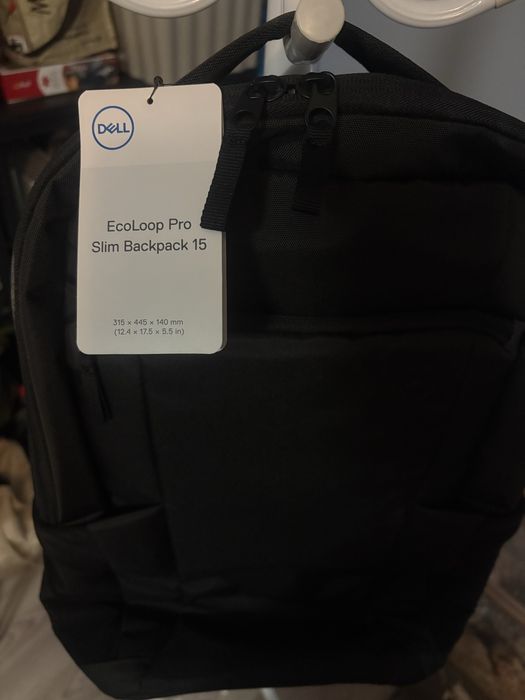 DELL
EcoLoop Pro
Slim Backpack 15
315 × 445 × 140 mm
(12.4 × 17.5 × 5.5 in)